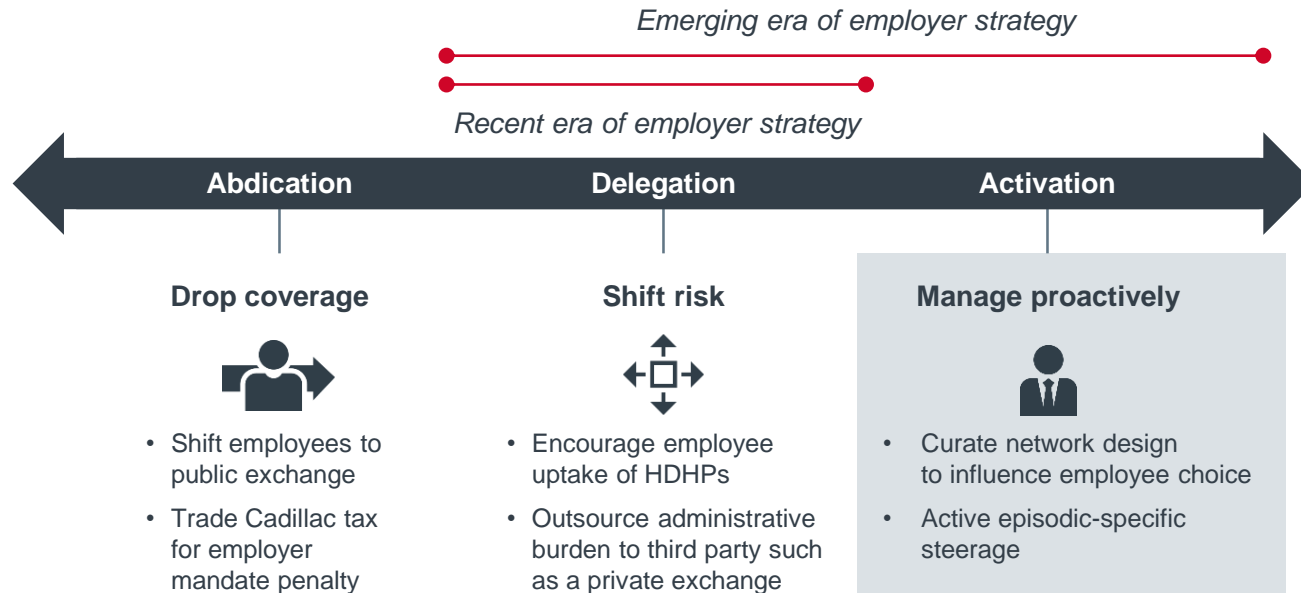 Emerging era of employer strategy
Recent era of employer strategy
Abdication
Delegation
Activation
Drop coverage
• Shift employees to
public exchange
• Trade Cadillac tax
for employer
mandate penalty
Shift risk
• Encourage employee
uptake of HDHPs
• Outsource administrative
burden to third party such
as a private exchange
Manage proactively
• Curate network design
to influence employee choice
• Active episodic-specific
steerage